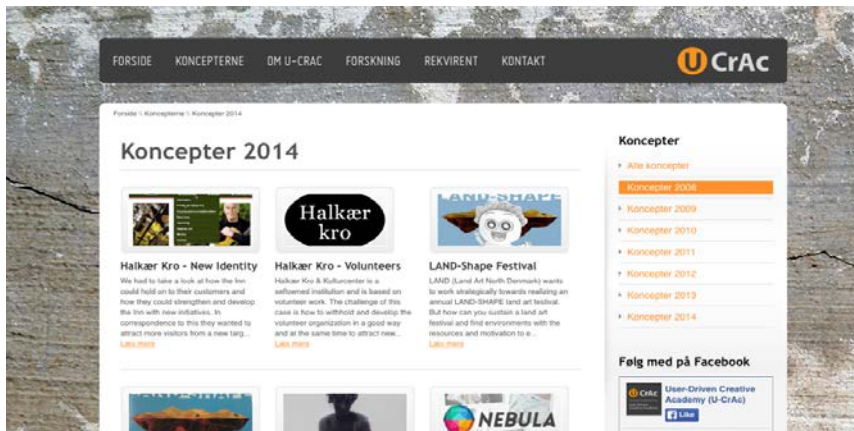 FORSIDE KONCEPTERNE OM U-CRAC FORSKNING REKVIRENT KONTAKT
U CrAc
Forside \ Koncepterne \ Koncepter 2014
Koncepter 2014
Halkær
kro
LAND-SHAPE
Halkær Kro - New Identity
We had to take a look at how the Inn
could hold on to their customers and
how they could strengthen and develop
the Inn with new initiatives. In
correspondence to this they wanted to
attract more visitors from a new targ...
Læs mere
Halkær Kro - Volunteers
Halkær Kro & Kulturcenter is a
selfowned institution and is based on
volunteer work. The challenge of this
case is how to withhold and develop the
volunteer organization in a good way
and at the same time to attract new...
Læs mere
LAND-Shape Festival
LAND (Land Art North Denmark) wants
to work strategically towards realizing an
annual LAND-SHAPE land art festival.
But how can you sustain a land art
festival and find environments with the
resources and motivation to e...
Læs mere
NEBULA
Koncepter
Alle koncepter
Koncepter 2008
Koncepter 2009
Koncepter 2010
Koncepter 2011
Koncepter 2012
Koncepter 2013
Koncepter 2014
Følg med på Facebook
U CrAc
User-Driven Creative
Academy (U-CrAc)
Like